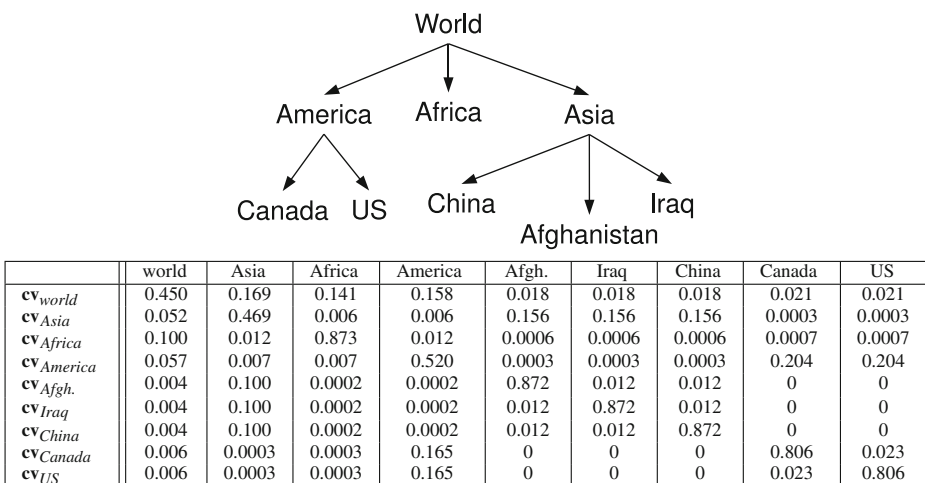 World
America Africa Asia
Canada US China Iraq
Afghanistan
world Asia Africa America Afgh. Iraq China Canada US
cv_world 0.450 0.169 0.141 0.158 0.018 0.018 0.018 0.021 0.021
cv_Asia 0.052 0.469 0.006 0.006 0.156 0.156 0.156 0.0003 0.0003
cv_Africa 0.100 0.012 0.873 0.012 0.0006 0.0006 0.0006 0.0007 0.0007
cv_America 0.057 0.007 0.007 0.520 0.0003 0.0003 0.0003 0.204 0.204
cv_Afgh. 0.004 0.100 0.0002 0.0002 0.872 0.012 0.012 0 0
cv_Iraq 0.004 0.100 0.0002 0.0002 0.012 0.872 0.012 0 0
cv_China 0.004 0.100 0.0002 0.0002 0.012 0.012 0.872 0 0
cv_Canada 0.006 0.0003 0.0003 0.165 0 0 0 0.806 0.023
cv_US 0.006 0.0003 0.0003 0.165 0 0 0 0.023 0.806